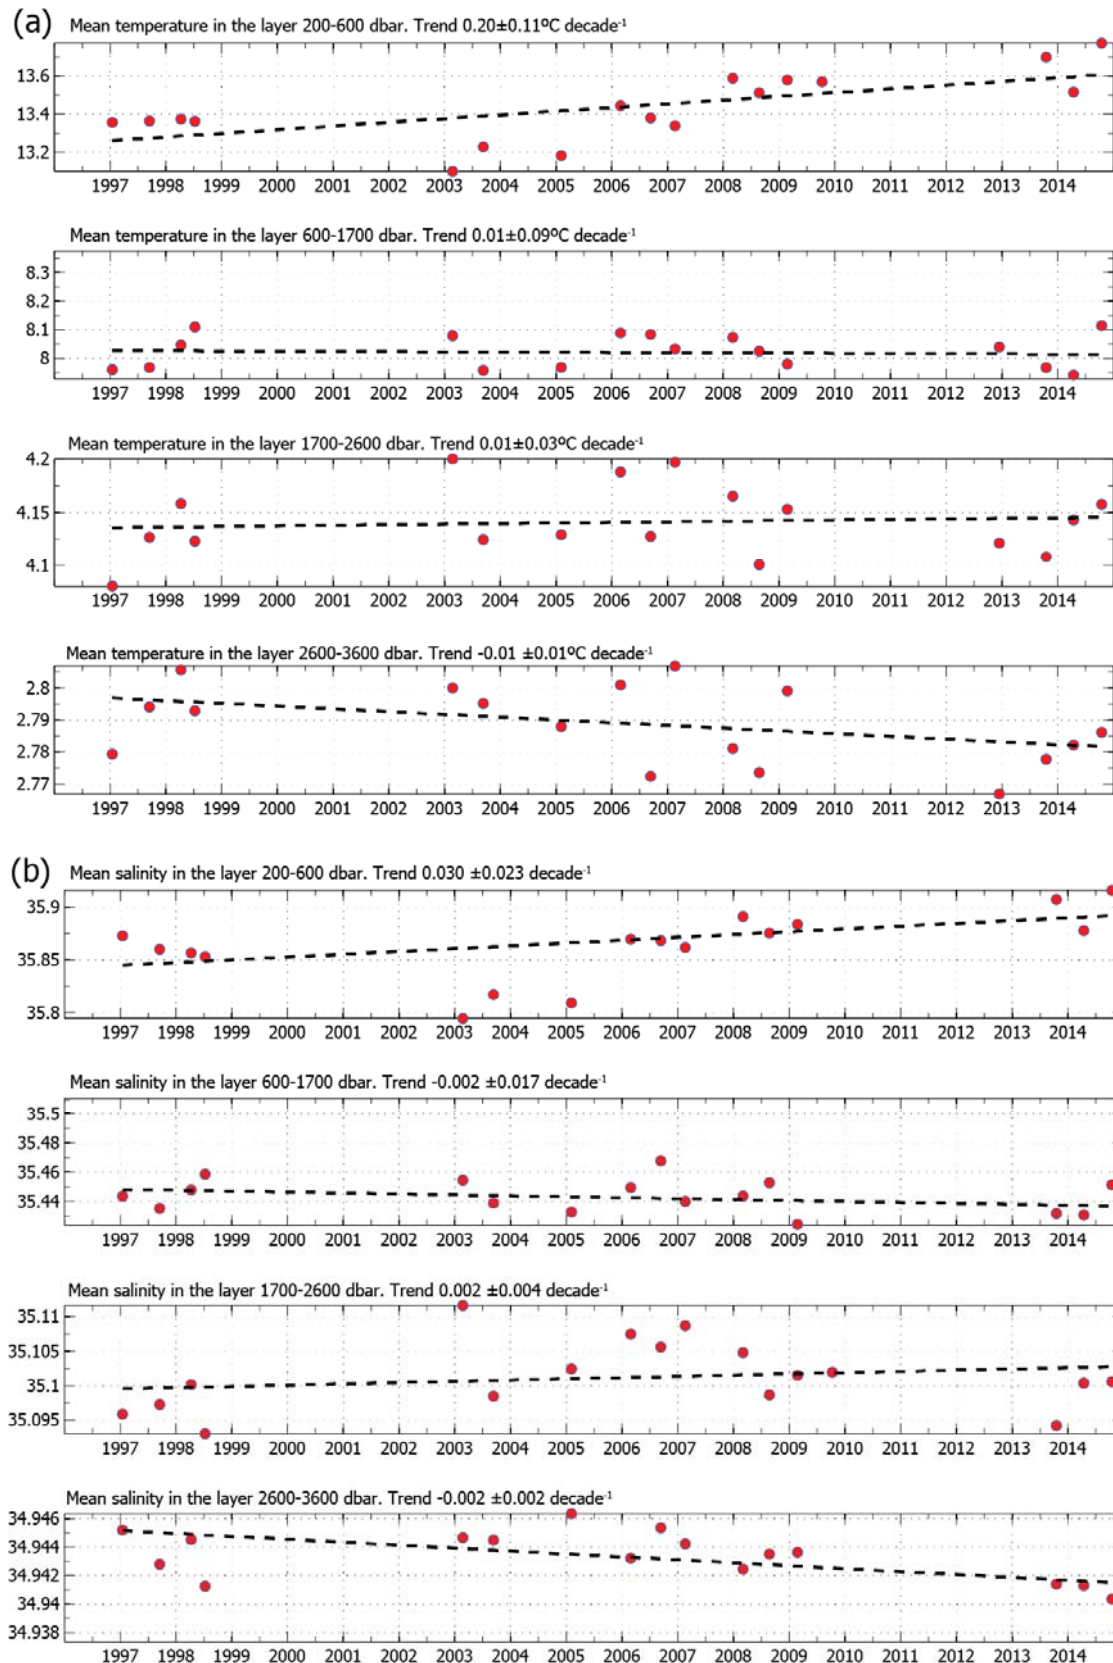 (a) Mean temperature in the layer 200-600 dbar. Trend 0.20±0.11ºC decade⁻¹
13.6
13.4
13.2
1997 1998 1999 2000 2001 2002 2003 2004 2005 2006 2007 2008 2009 2010 2011 2012 2013 2014
Mean temperature in the layer 600-1700 dbar. Trend 0.01±0.09ºC decade⁻¹
8.3
8.2
8.1
8
1997 1998 1999 2000 2001 2002 2003 2004 2005 2006 2007 2008 2009 2010 2011 2012 2013 2014
Mean temperature in the layer 1700-2600 dbar. Trend 0.01±0.03ºC decade⁻¹
4.2
4.15
4.1
1997 1998 1999 2000 2001 2002 2003 2004 2005 2006 2007 2008 2009 2010 2011 2012 2013 2014
Mean temperature in the layer 2600-3600 dbar. Trend -0.01 ±0.01ºC decade⁻¹
2.8
2.79
2.78
2.77
1997 1998 1999 2000 2001 2002 2003 2004 2005 2006 2007 2008 2009 2010 2011 2012 2013 2014
(b) Mean salinity in the layer 200-600 dbar. Trend 0.030 ±0.023 decade⁻¹
35.9
35.85
35.8
1997 1998 1999 2000 2001 2002 2003 2004 2005 2006 2007 2008 2009 2010 2011 2012 2013 2014
Mean salinity in the layer 600-1700 dbar. Trend -0.002 ±0.017 decade⁻¹
35.5
35.48
35.46
35.44
1997 1998 1999 2000 2001 2002 2003 2004 2005 2006 2007 2008 2009 2010 2011 2012 2013 2014
Mean salinity in the layer 1700-2600 dbar. Trend 0.002 ±0.004 decade⁻¹
35.11
35.105
35.1
35.095
1997 1998 1999 2000 2001 2002 2003 2004 2005 2006 2007 2008 2009 2010 2011 2012 2013 2014
Mean salinity in the layer 2600-3600 dbar. Trend -0.002 ±0.002 decade⁻¹
34.946
34.944
34.942
34.94
34.938
1997 1998 1999 2000 2001 2002 2003 2004 2005 2006 2007 2008 2009 2010 2011 2012 2013 2014